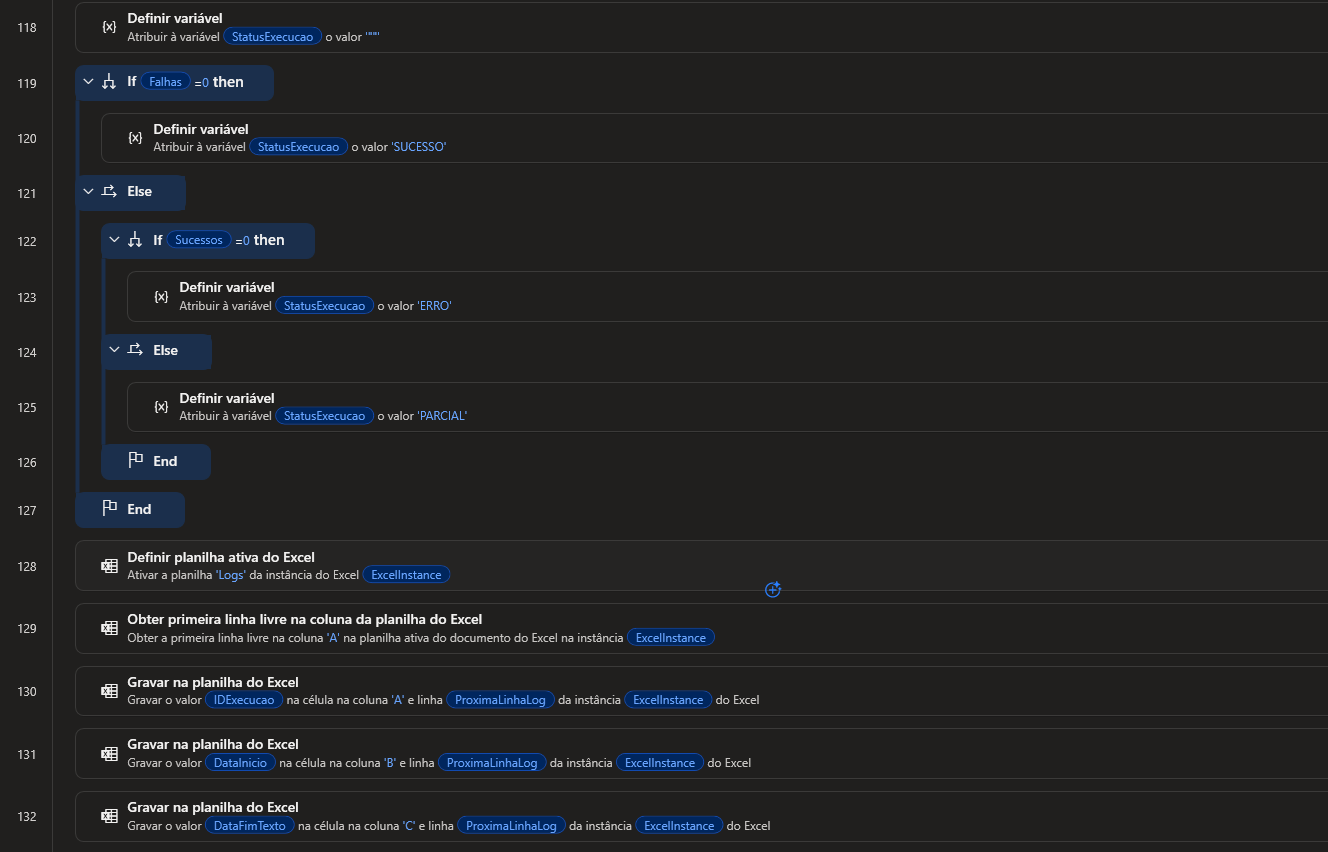 118
Definir variável
Atribuir à variável StatusExecucao o valor '""'
119
If Falhas =0 then
120
Definir variável
Atribuir à variável StatusExecucao o valor 'SUCESSO'
121
Else
122
If Sucessos =0 then
123
Definir variável
Atribuir à variável StatusExecucao o valor 'ERRO'
124
Else
125
Definir variável
Atribuir à variável StatusExecucao o valor 'PARCIAL'
126
End
127
End
128
Definir planilha ativa do Excel
Ativar a planilha 'Logs' da instância do Excel ExcelInstance
129
Obter primeira linha livre na coluna da planilha do Excel
Obter a primeira linha livre na coluna 'A' na planilha ativa do documento do Excel na instância ExcelInstance
130
Gravar na planilha do Excel
Gravar o valor IDExecucao na célula na coluna 'A' e linha ProximaLinhaLog da instância ExcelInstance do Excel
131
Gravar na planilha do Excel
Gravar o valor DataInicio na célula na coluna 'B' e linha ProximaLinhaLog da instância ExcelInstance do Excel
132
Gravar na planilha do Excel
Gravar o valor DataFimTexto na célula na coluna 'C' e linha ProximaLinhaLog da instância ExcelInstance do Excel